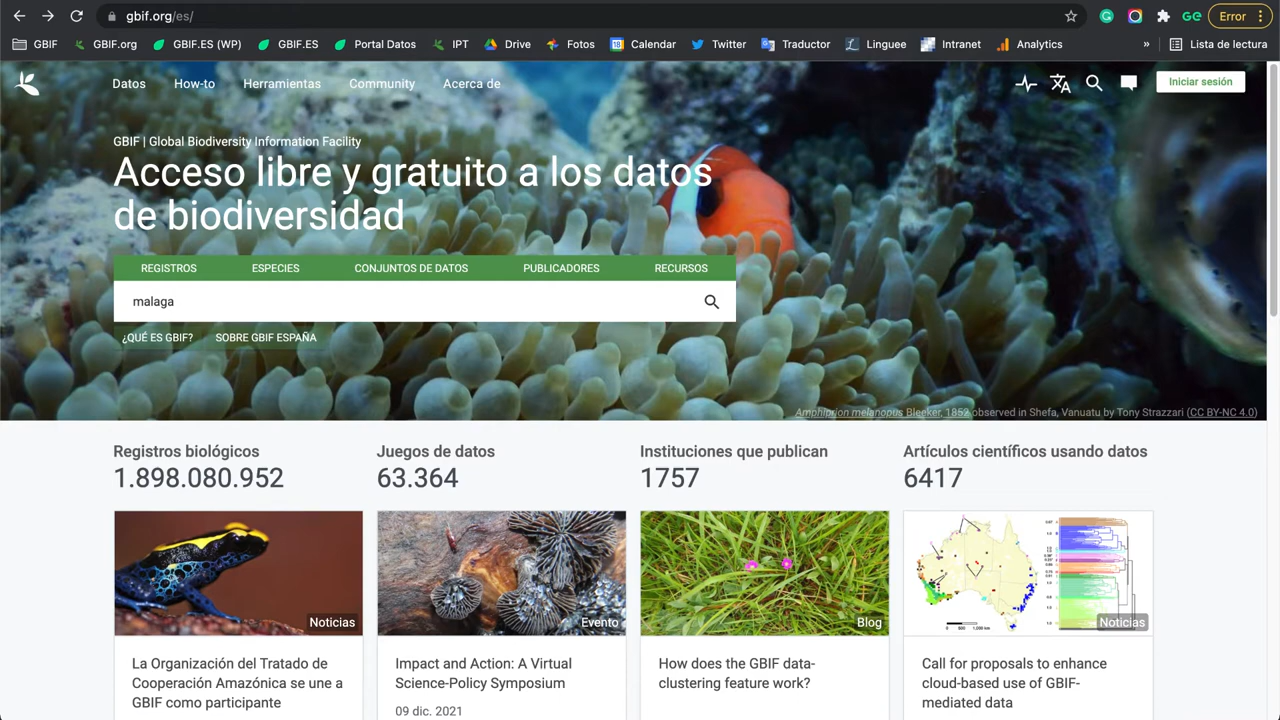 gbif.org/es/
GE
Error
GBIF
GBIF.org
GBIF.ES (WP)
GBIF.ES
Portal Datos
IPT
Drive
Fotos
Calendar
Twitter
Traductor
Linguee
Intranet
Analytics
»
Lista de lectura
Datos
How-to
Herramientas
Community
Acerca de
Iniciar sesión
GBIF | Global Biodiversity Information Facility
Acceso libre y gratuito a los datos
de biodiversidad
REGISTROS
ESPECIES
CONJUNTOS DE DATOS
PUBLICADORES
RECURSOS
malaga
¿QUÉ ES GBIF?
SOBRE GBIF ESPAÑA
Amphiprion melanopus Bleeker, 1852 observed in Shefa, Vanuatu by Tony Strazzari (CC BY-NC 4.0)
Registros biológicos
1.898.080.952
Juegos de datos
63.364
Instituciones que publican
1757
Artículos científicos usando datos
6417
Noticias
Evento
Blog
Noticias
La Organización del Tratado de
Cooperación Amazónica se une a
GBIF como participante
Impact and Action: A Virtual
Science-Policy Symposium
09 dic. 2021
How does the GBIF data-
clustering feature work?
Call for proposals to enhance
cloud-based use of GBIF-
mediated data